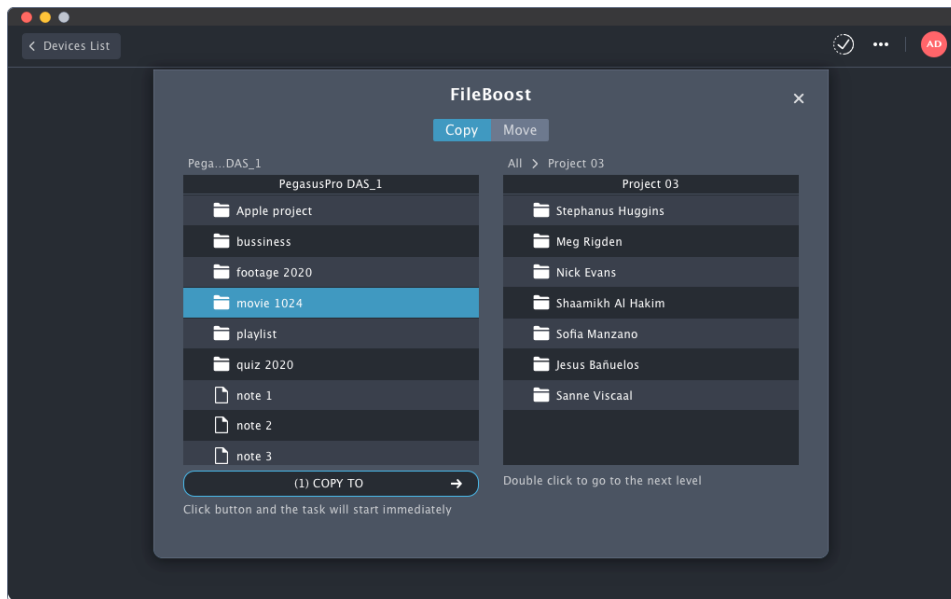 Devices List
AD
FileBoost
Copy Move
Pega...DAS_1
PegasusPro DAS_1
Apple project
bussiness
footage 2020
movie 1024
playlist
quiz 2020
note 1
note 2
note 3
(1) COPY TO
Click button and the task will start immediately
All > Project 03
Project 03
Stephanus Huggins
Meg Rigden
Nick Evans
Shaamikh Al Hakim
Sofia Manzano
Jesus Bañuelos
Sanne Viscaal
Double click to go to the next level